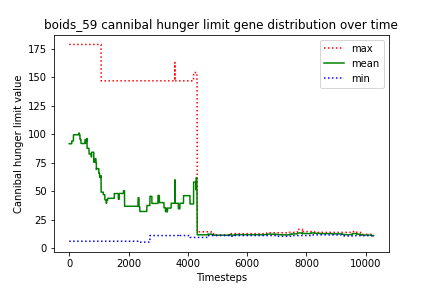 boids_59 cannibal hunger limit gene distribution over time
max
mean
min
Cannibal hunger limit value
175
150
125
100
75
50
25
0
0 2000 4000 6000 8000 10000
Timesteps